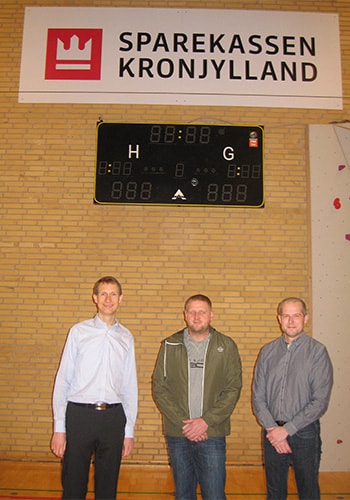 SPAREKASSEN
KRONJYLLAND
H
G